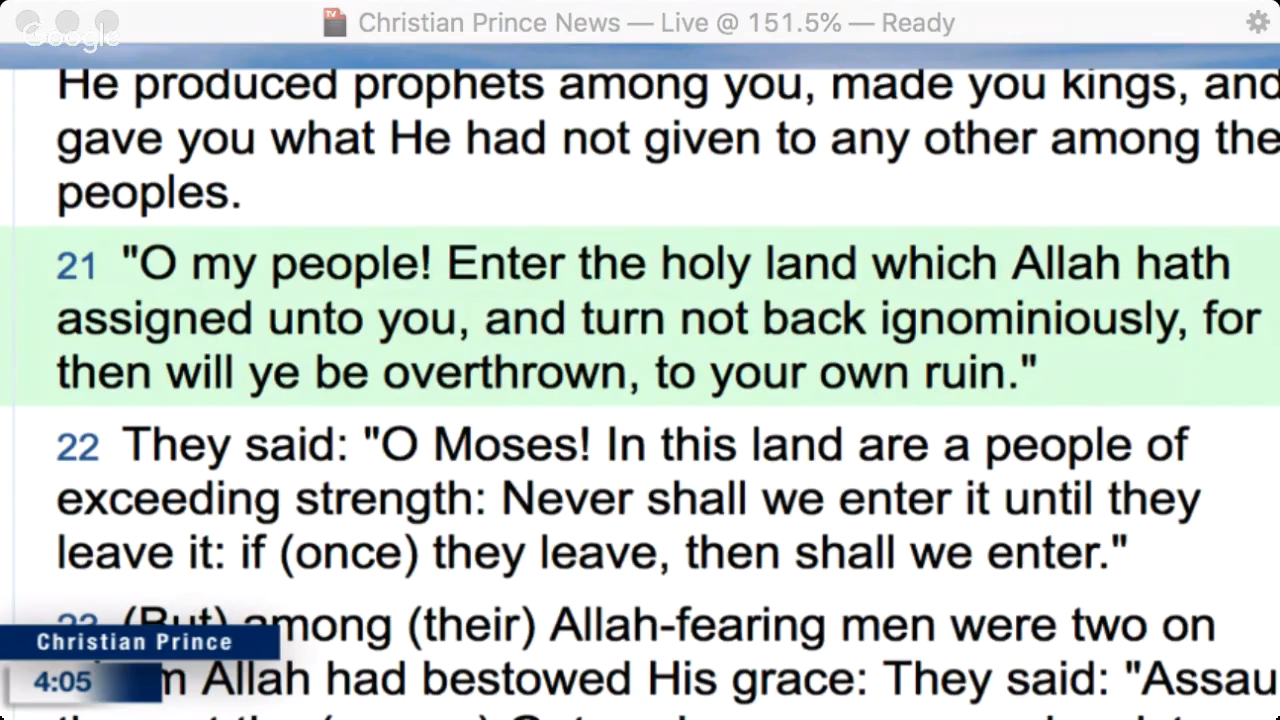 Christian Prince News — Live @ 151.5% — Ready
Google
He produced prophets among you, made you kings, and
gave you what He had not given to any other among the
peoples.
21 "O my people! Enter the holy land which Allah hath
assigned unto you, and turn not back ignominiously, for
then will ye be overthrown, to your own ruin."
22 They said: "O Moses! In this land are a people of
exceeding strength: Never shall we enter it until they
leave it: if (once) they leave, then shall we enter."
23 (But) among (their) Allah-fearing men were two on
Allah had bestowed His grace: They said: "Assau
Christian Prince
4:05